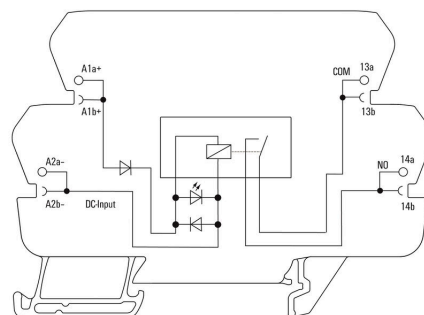 A1a+
A1b+
A2a-
A2b-
DC-Input
COM
13a
13b
NO
14a
14b